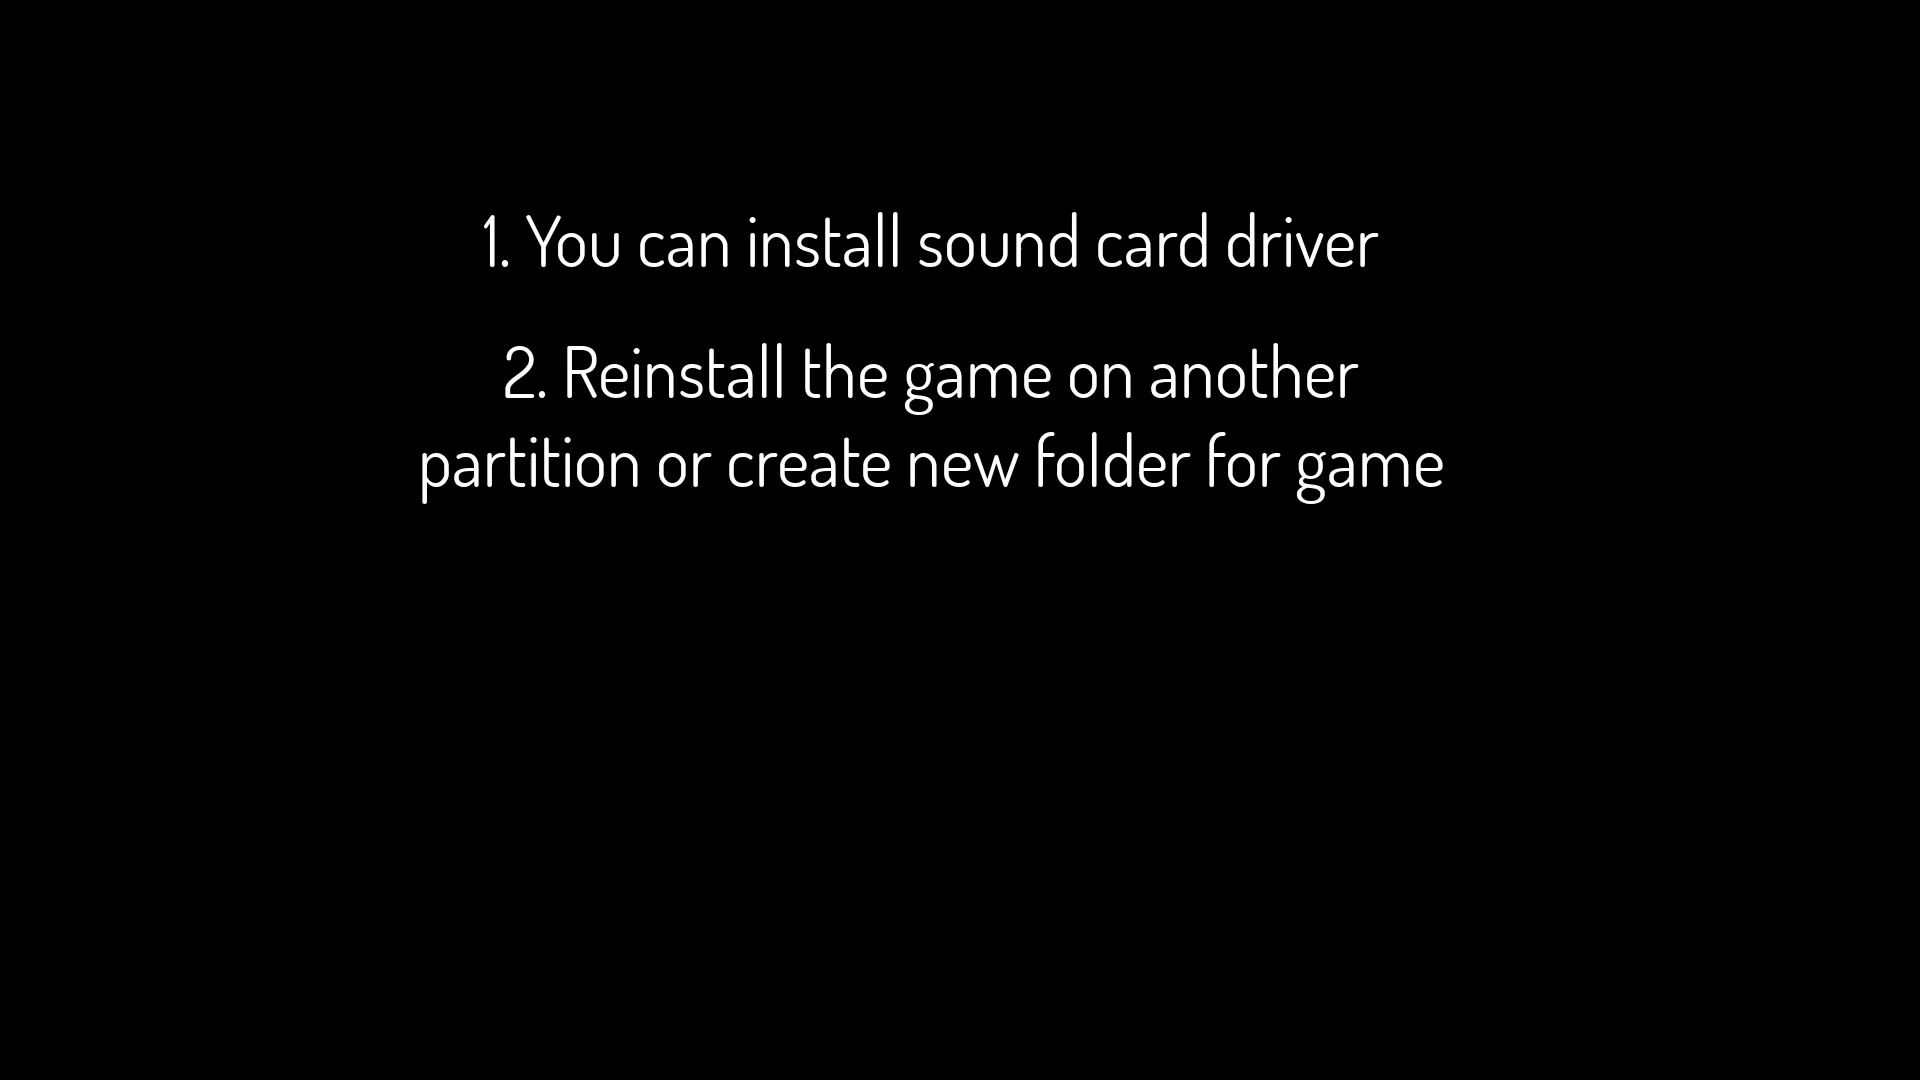 1. You can install sound card driver
2. Reinstall the game on another
partition or create new folder for game